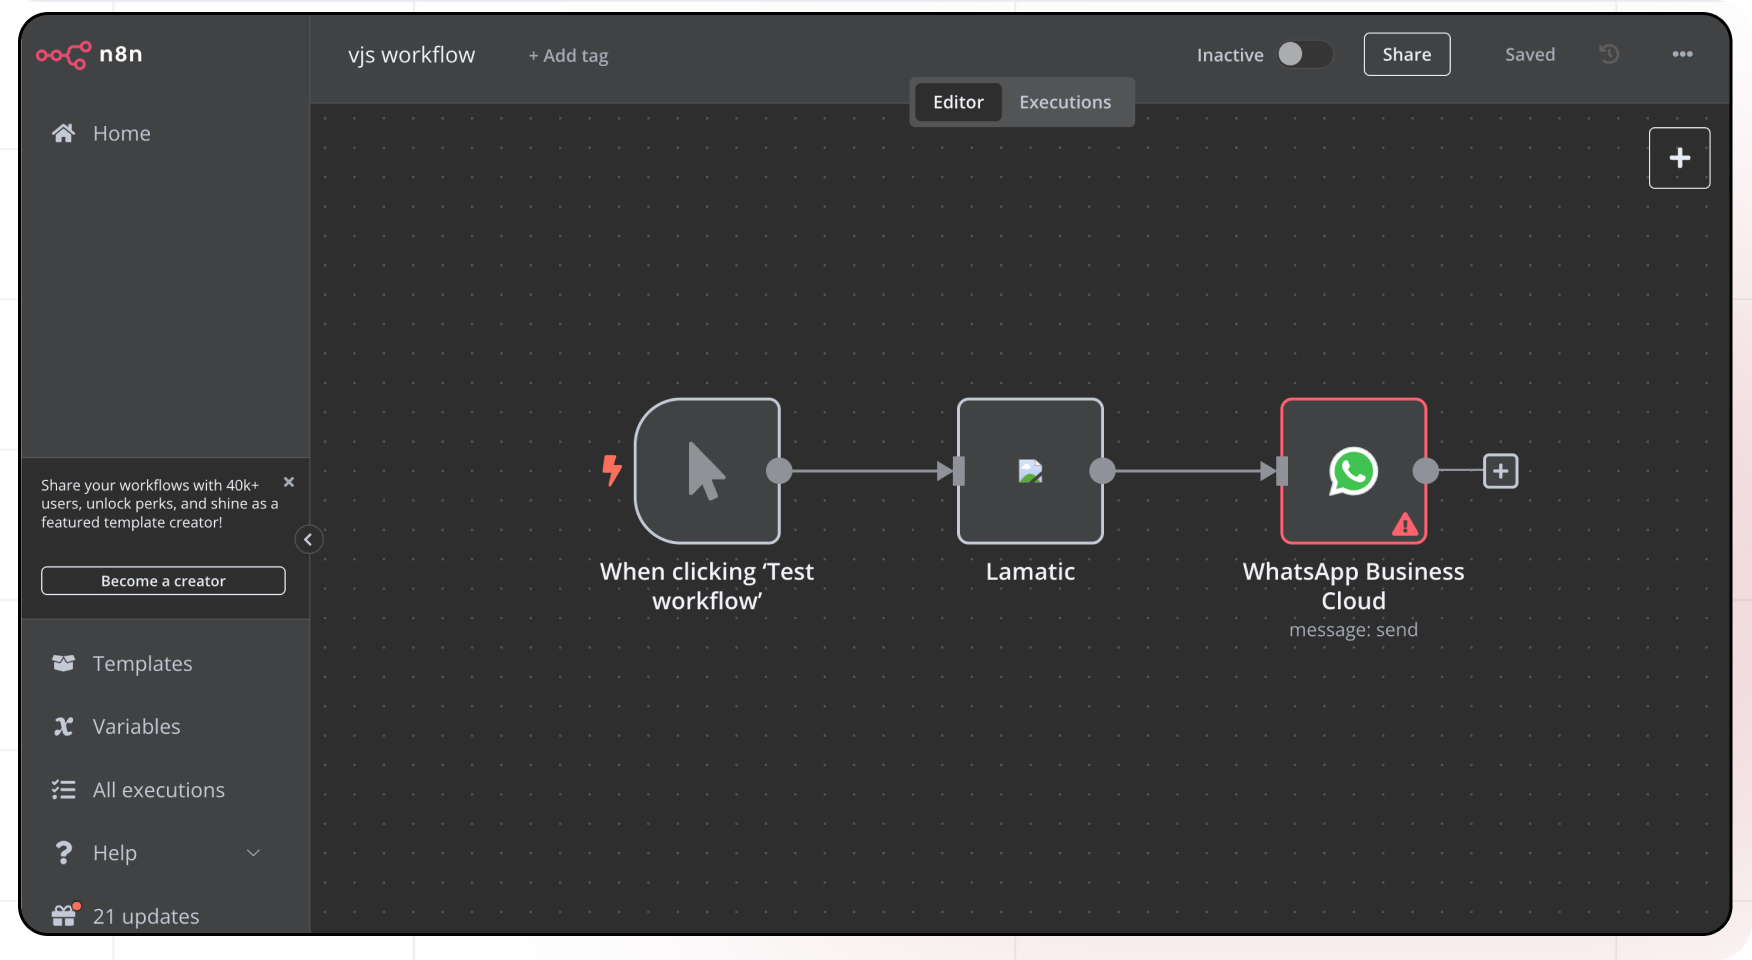 n8n
vjs workflow
+ Add tag
Inactive
Share
Saved
Editor
Executions
Home
Share your workflows with 40k+
users, unlock perks, and shine as a
featured template creator!
Become a creator
Templates
Variables
All executions
Help
21 updates
When clicking ‘Test
workflow’
Lamatic
WhatsApp Business
Cloud
message: send